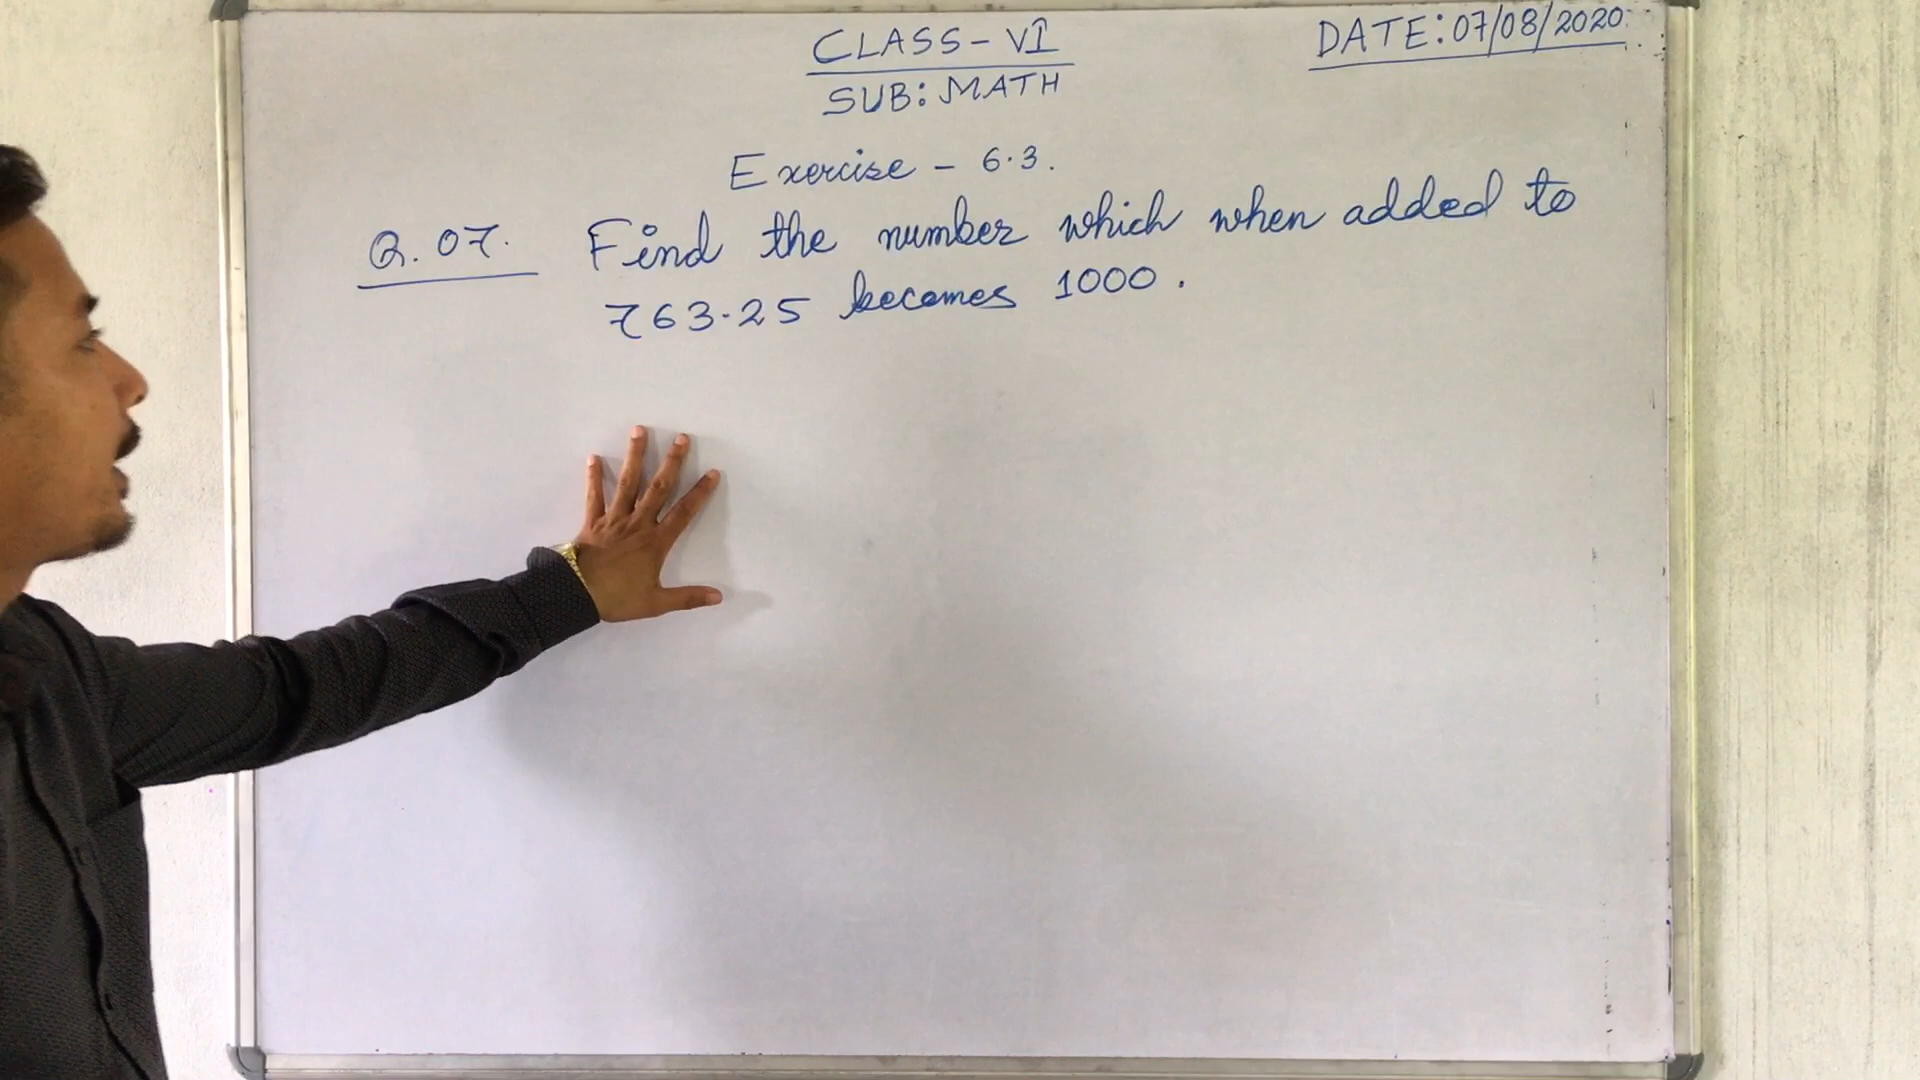 CLASS-VI
DATE: 07/08/2020
SUB: MATH
Exercise - 6.3.
Q. 07. Find the number which when added to
763.25 becomes 1000.